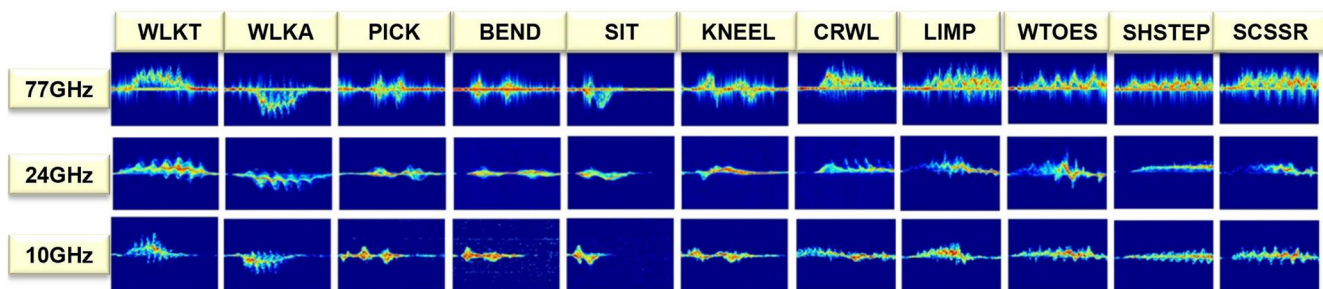 WLKT WLKA PICK BEND SIT KNEEL CRWL LIMP WTOES SHSTEP SCSSR
77GHz
24GHz
10GHz